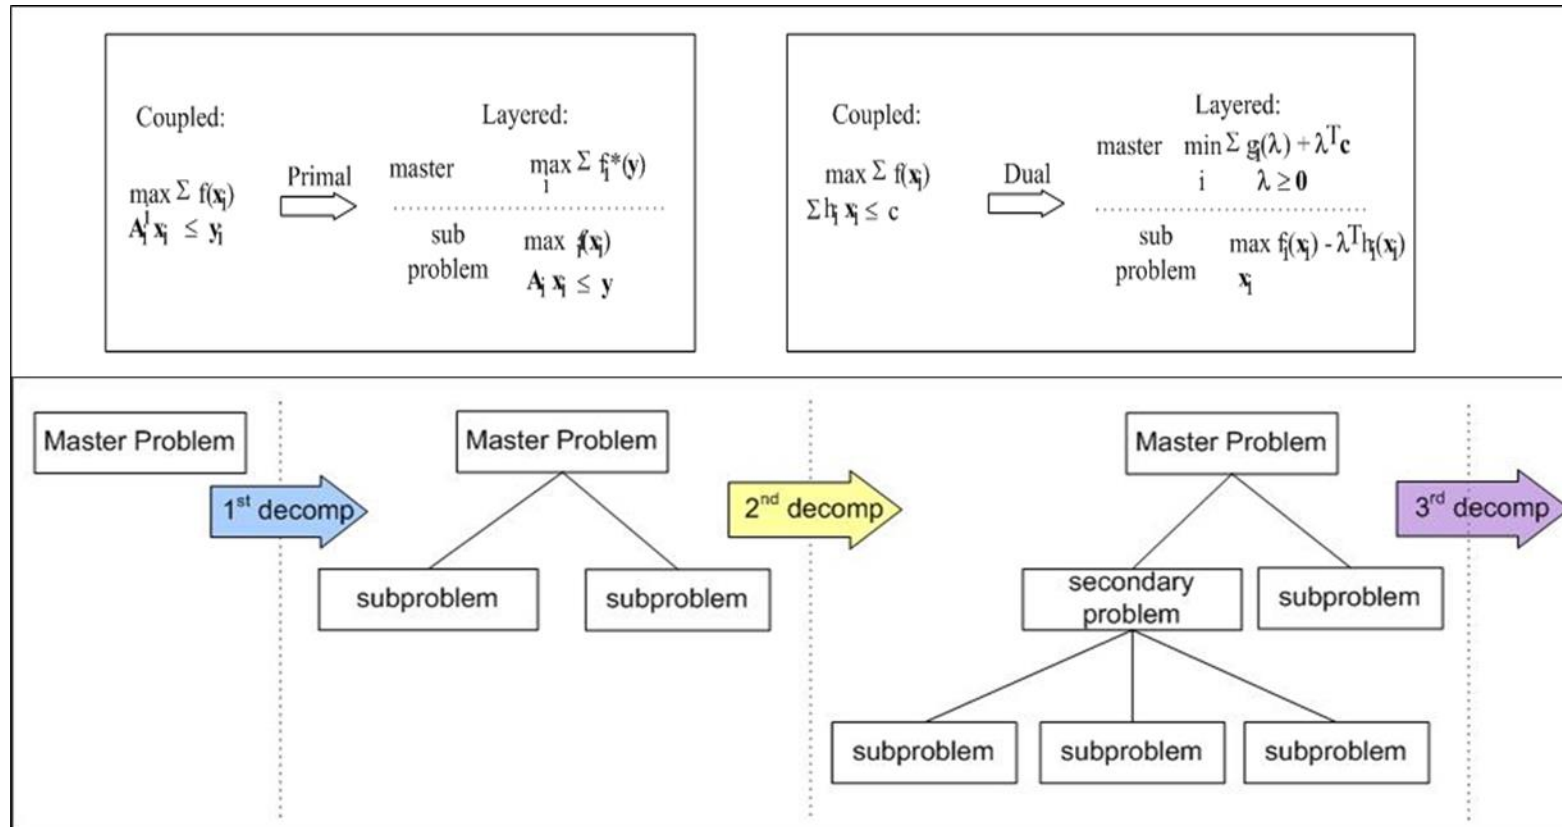 Coupled:
max Σ f(xᵢ)
i
Aᵢ xᵢ ≤ yᵢ
Primal
Layered:
master max Σ fᵢ*(y)
i
sub
problem
max fᵢ(xᵢ)
Aᵢ xᵢ ≤ y
Coupled:
max Σ f(xᵢ)
Σ hᵢ xᵢ ≤ c
Dual
Layered:
master min Σ gᵢ(λ) + λᵀc
i λ ≥ 0
sub
problem
max fᵢ(xᵢ) - λᵀhᵢ(xᵢ)
xᵢ
Master Problem
1st decomp
Master Problem
subproblem subproblem
2nd decomp
Master Problem
secondary
problem
subproblem
subproblem subproblem subproblem
3rd decomp